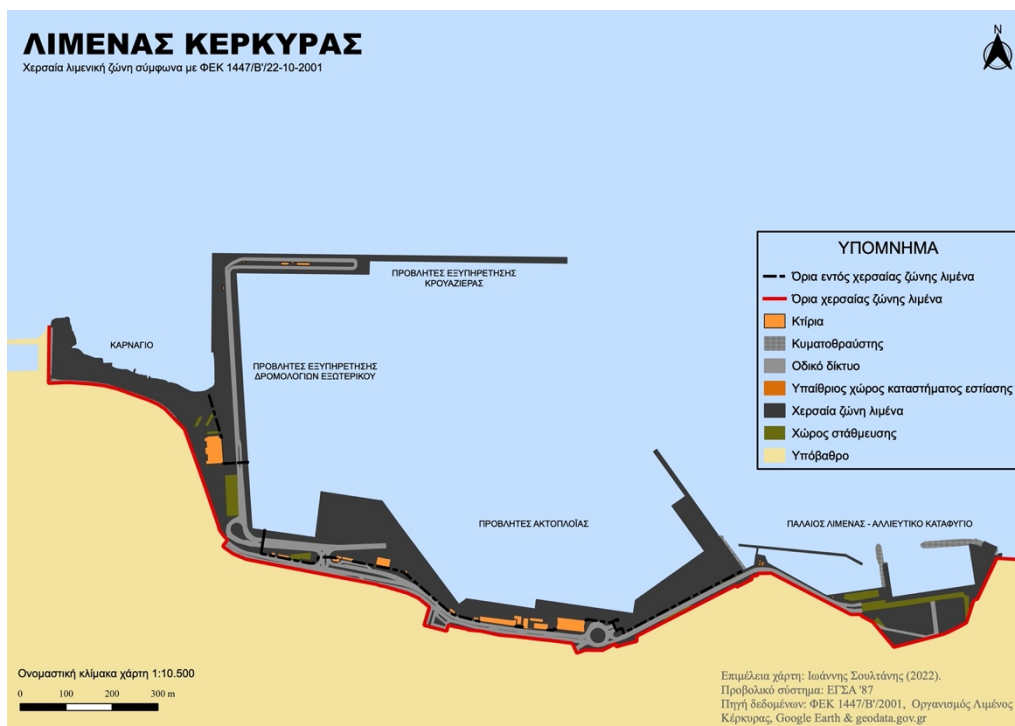 ΛΙΜΕΝΑΣ ΚΕΡΚΥΡΑΣ
Χερσαία λιμενική ζώνη σύμφωνα με ΦΕΚ 1447/Β'/22-10-2001
N
ΠΡΟΒΛΗΤΕΣ ΕΞΥΠΗΡΕΤΗΣΗΣ
ΚΡΟΥΑΖΙΕΡΑΣ
ΚΑΡΝΑΓΙΟ
ΠΡΟΒΛΗΤΕΣ ΕΞΥΠΗΡΕΤΗΣΗΣ
ΔΡΟΜΟΛΟΓΙΩΝ ΕΞΩΤΕΡΙΚΟΥ
ΥΠΟΜΝΗΜΑ
Όρια εντός χερσαίας ζώνης λιμένα
Όρια χερσαίας ζώνης λιμένα
Κτίρια
Κυματοθραύστης
Οδικό δίκτυο
Υπαίθριος χώρος καταστήματος εστίασης
Χερσαία ζώνη λιμένα
Χώρος στάθμευσης
Υπόβαθρο
ΠΡΟΒΛΗΤΕΣ ΑΚΤΟΠΛΟΪΑΣ
ΠΑΛΑΙΟΣ ΛΙΜΕΝΑΣ - ΑΛΛΙΕΥΤΙΚΟ ΚΑΤΑΦΥΓΙΟ
Ονομαστική κλίμακα χάρτη 1:10.500
0 100 200 300 m
Επιμέλεια χάρτη: Ιωάννης Σουλτάνης (2022).
Προβολικό σύστημα: ΕΓΣΑ '87
Πηγή δεδομένων: ΦΕΚ 1447/Β'/2001, Οργανισμός Λιμένος
Κέρκυρας, Google Earth & geodata.gov.gr